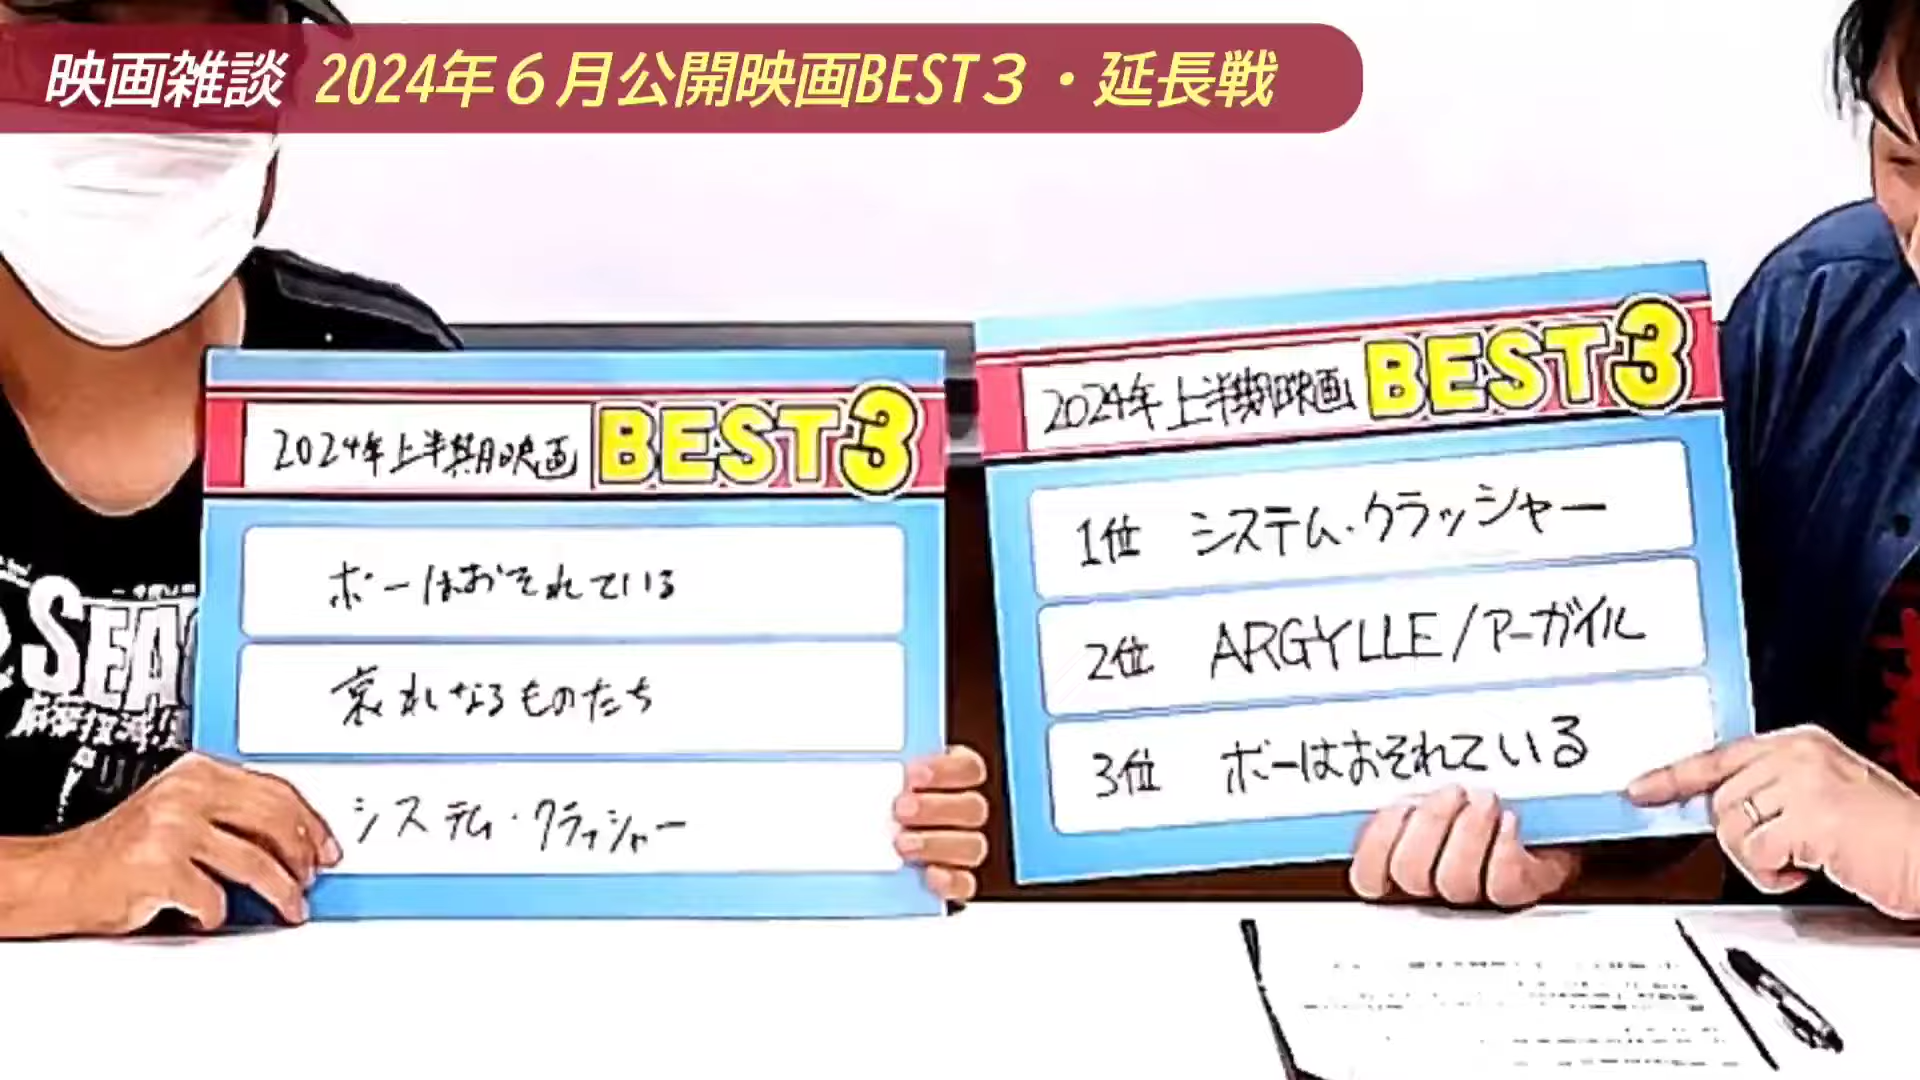 映画雑談 2024年6月公開映画BEST3・延長戦
2024年上半期映画 BEST3
ボーはおそれている
哀れなるものたち
システム・クラッシャー
2024年上半期映画 BEST3
1位 システム・クラッシャー
2位 ARGYLLE/アーガイル
3位 ボーはおそれている
SEA